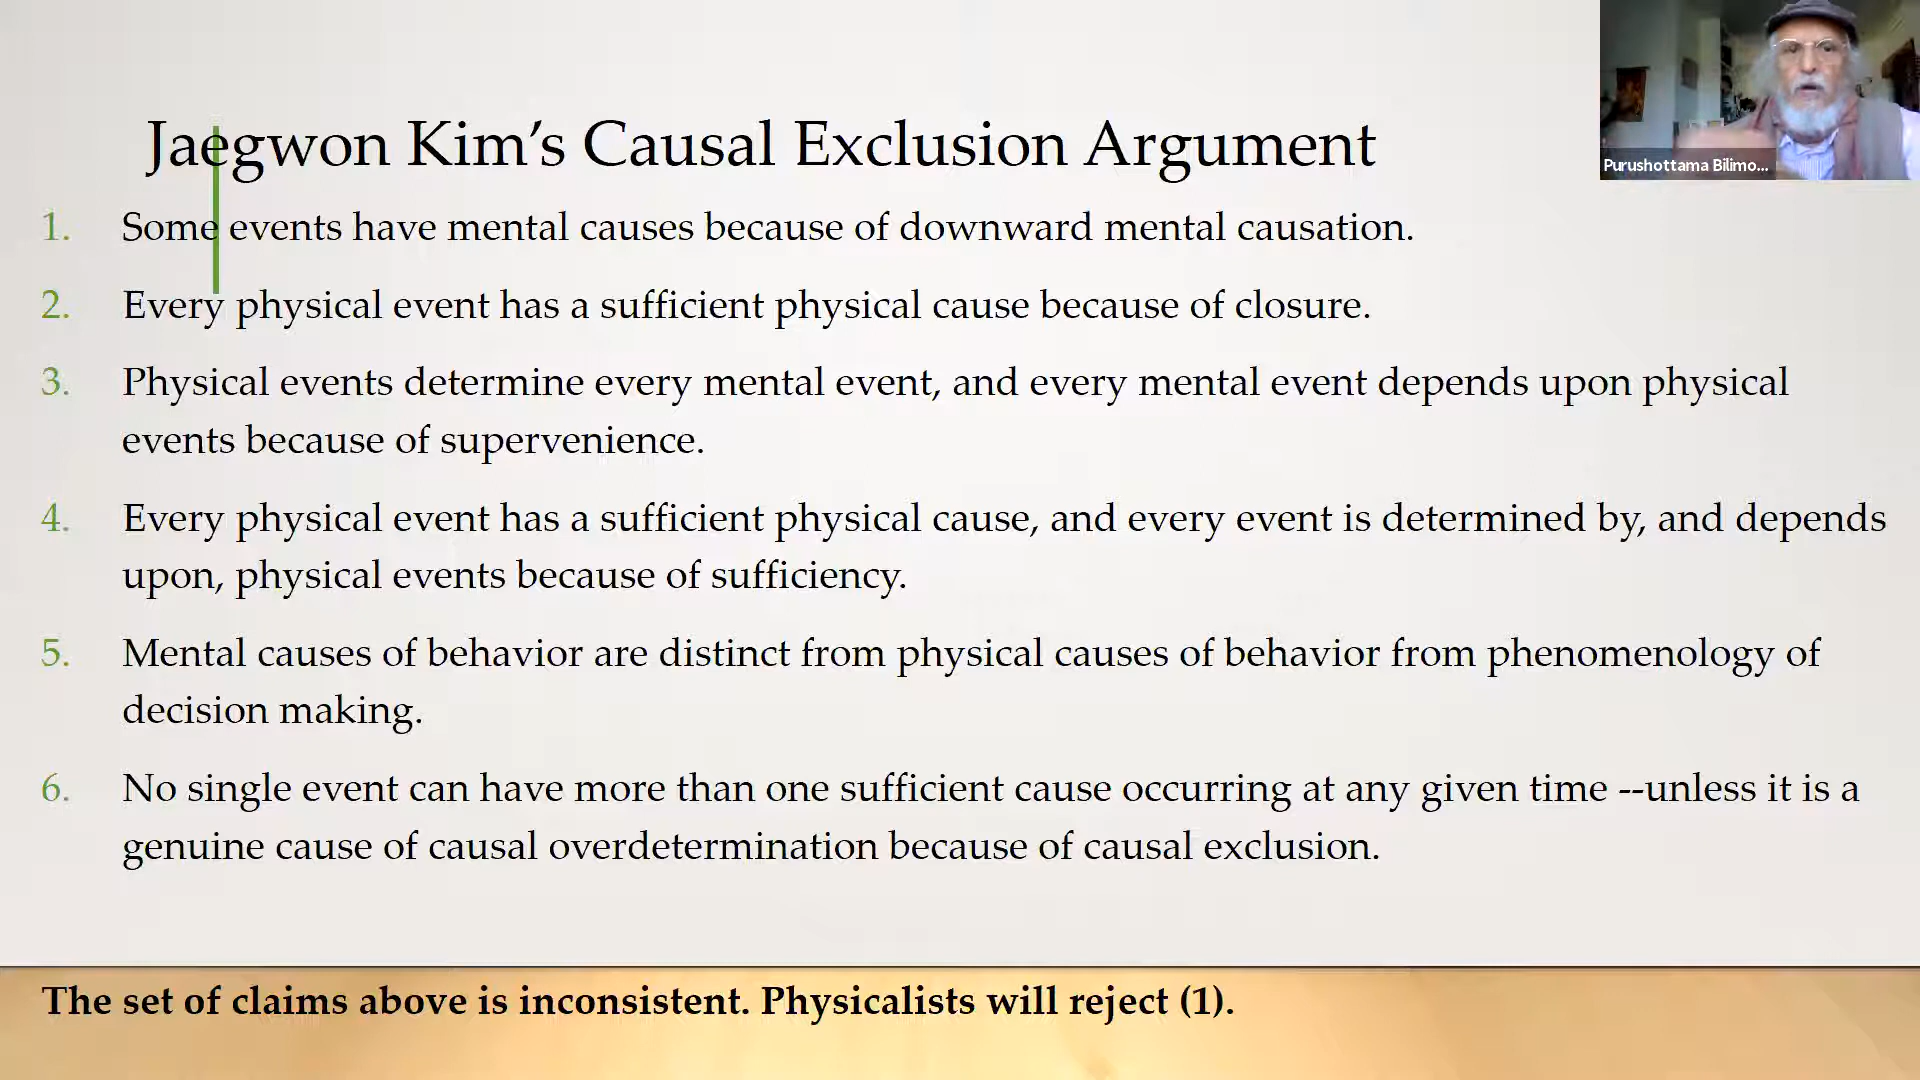 Jaegwon Kim’s Causal Exclusion Argument
Purushottama Bilimo...
1. Some events have mental causes because of downward mental causation.
2. Every physical event has a sufficient physical cause because of closure.
3. Physical events determine every mental event, and every mental event depends upon physical
events because of supervenience.
4. Every physical event has a sufficient physical cause, and every event is determined by, and depends
upon, physical events because of sufficiency.
5. Mental causes of behavior are distinct from physical causes of behavior from phenomenology of
decision making.
6. No single event can have more than one sufficient cause occurring at any given time --unless it is a
genuine cause of causal overdetermination because of causal exclusion.
The set of claims above is inconsistent. Physicalists will reject (1).